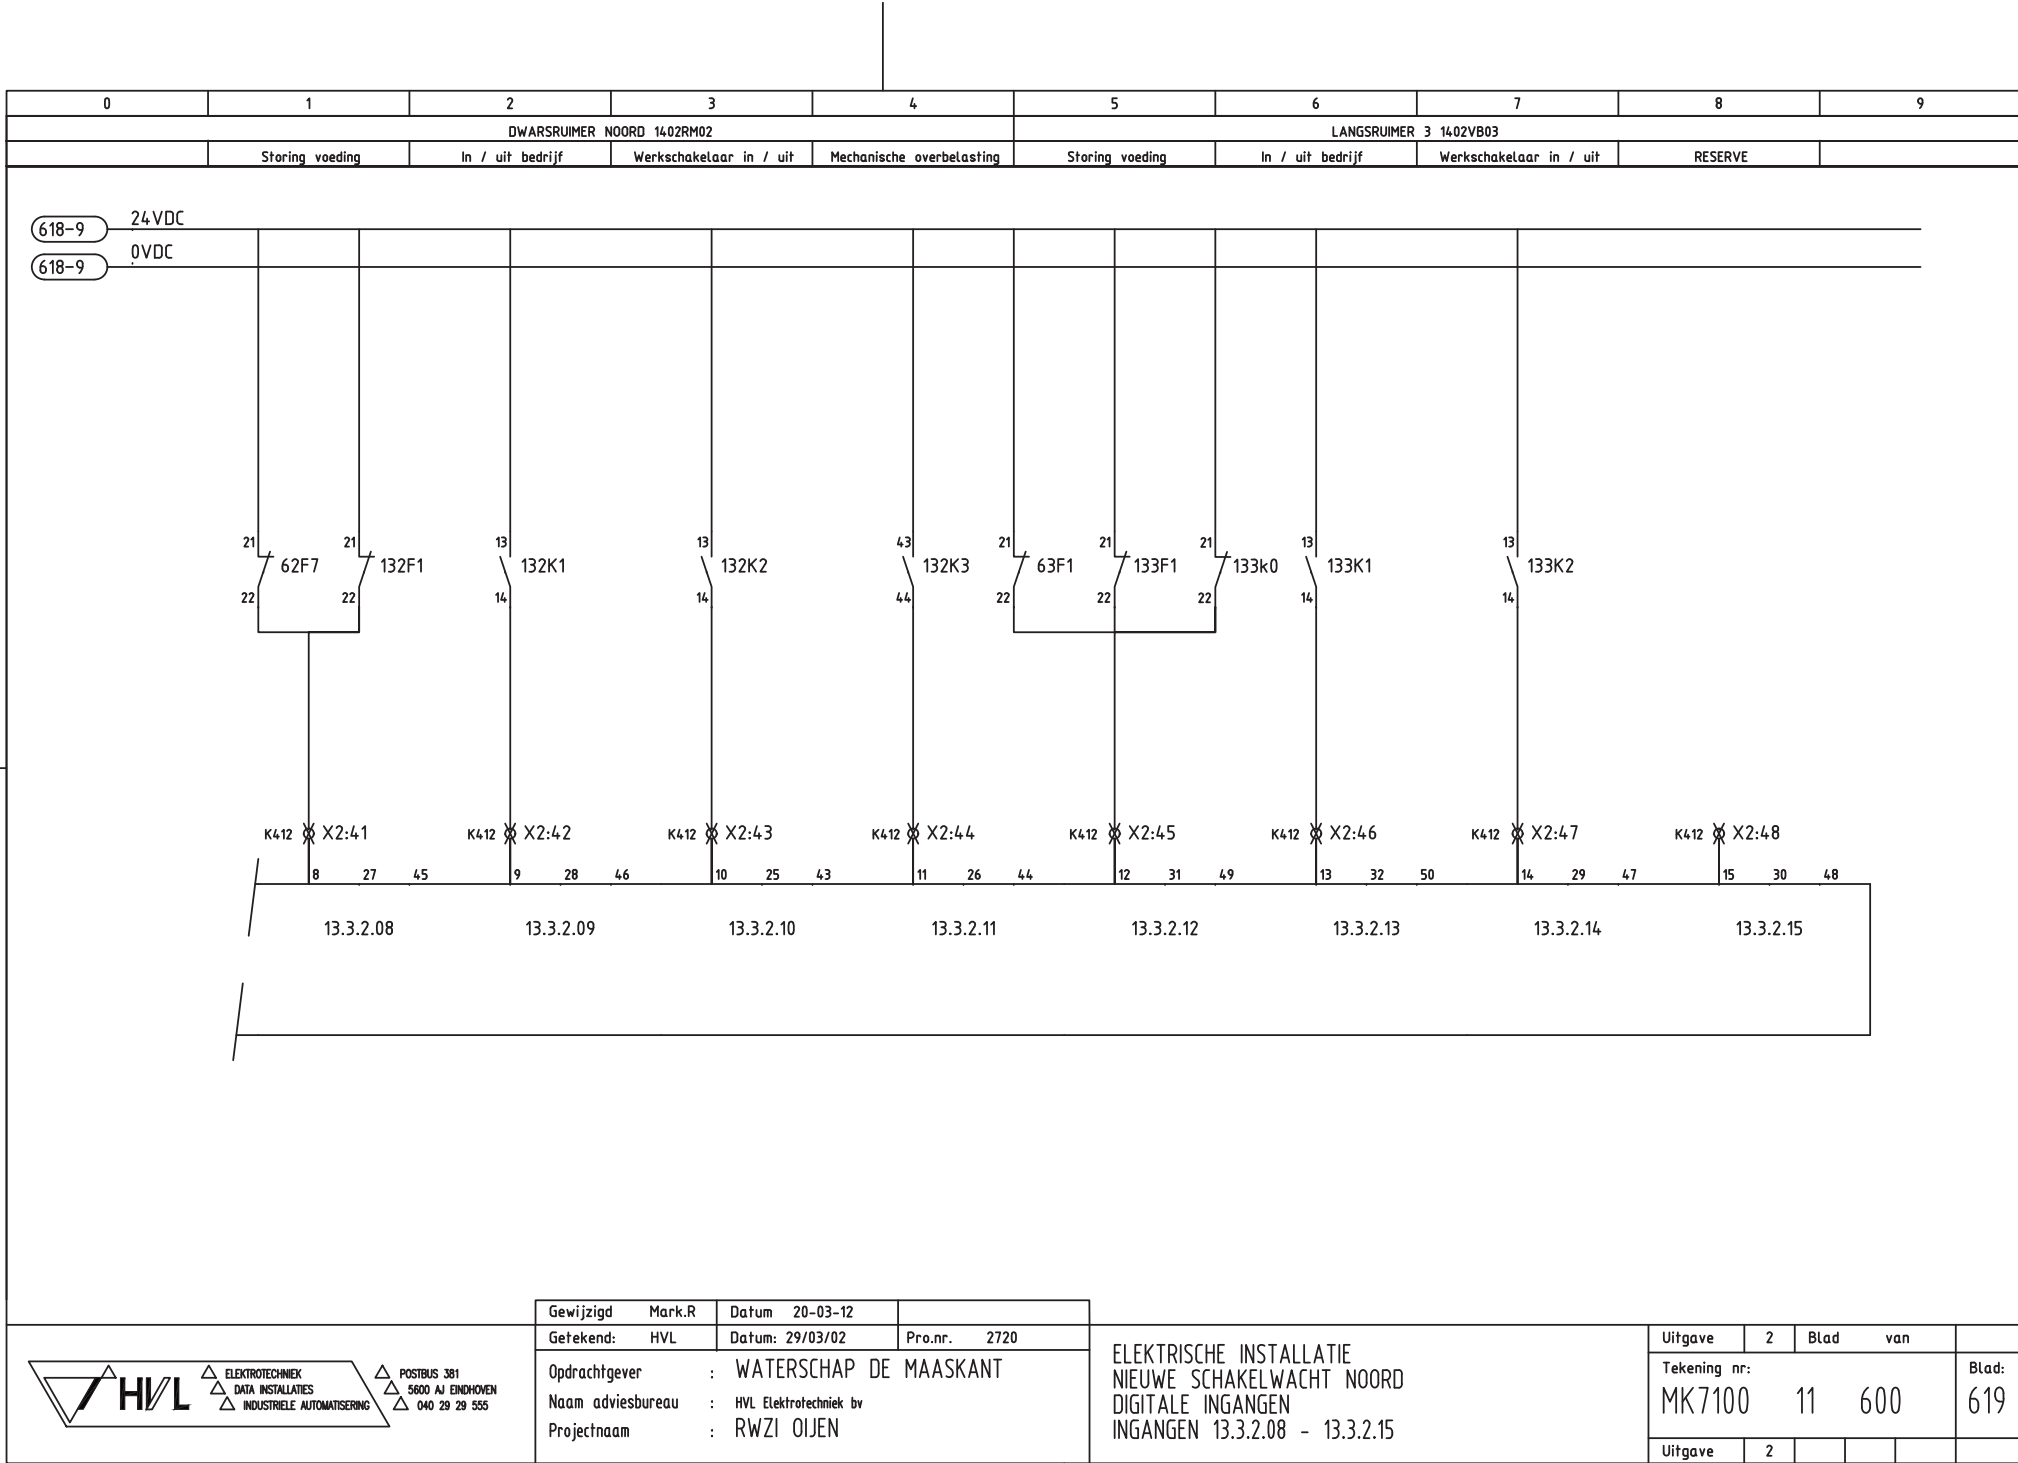 0 1 2 3 4 5 6 7 8 9
DWARSRUIMER NOORD 1402RM02 LANGSRUIMER 3 1402VB03
Storing voeding In / uit bedrijf Werkschakelaar in / uit Mechanische overbelasting Storing voeding In / uit bedrijf Werkschakelaar in / uit RESERVE
618-9 24VDC
618-9 0VDC
21 21 13 13 43 21 21 21 13 13
62F7 132F1 132K1 132K2 132K3 63F1 133F1 133k0 133K1 133K2
22 22 14 14 44 22 22 22 14 14
K412 X2:41 K412 X2:42 K412 X2:43 K412 X2:44 K412 X2:45 K412 X2:46 K412 X2:47 K412 X2:48
8 27 45 9 28 46 10 25 43 11 26 44 12 31 49 13 32 50 14 29 47 15 30 48
13.3.2.08 13.3.2.09 13.3.2.10 13.3.2.11 13.3.2.12 13.3.2.13 13.3.2.14 13.3.2.15
HVL
ELEKTROTECHNIEK
DATA INSTALLATIES
INDUSTRIELE AUTOMATISERING
POSTBUS 381
5600 AJ EINDHOVEN
040 29 29 555
Gewijzigd Mark.R Datum 20-03-12
Getekend: HVL Datum: 29/03/02 Pro.nr. 2720
Opdrachtgever : WATERSCHAP DE MAASKANT
Naam adviesbureau : HVL Elektrotechniek bv
Projectnaam : RWZI OIJEN
ELEKTRISCHE INSTALLATIE
NIEUWE SCHAKELWACHT NOORD
DIGITALE INGANGEN
INGANGEN 13.3.2.08 - 13.3.2.15
Uitgave 2 Blad van
Tekening nr: Blad:
MK7100 11 600 619
Uitgave 2